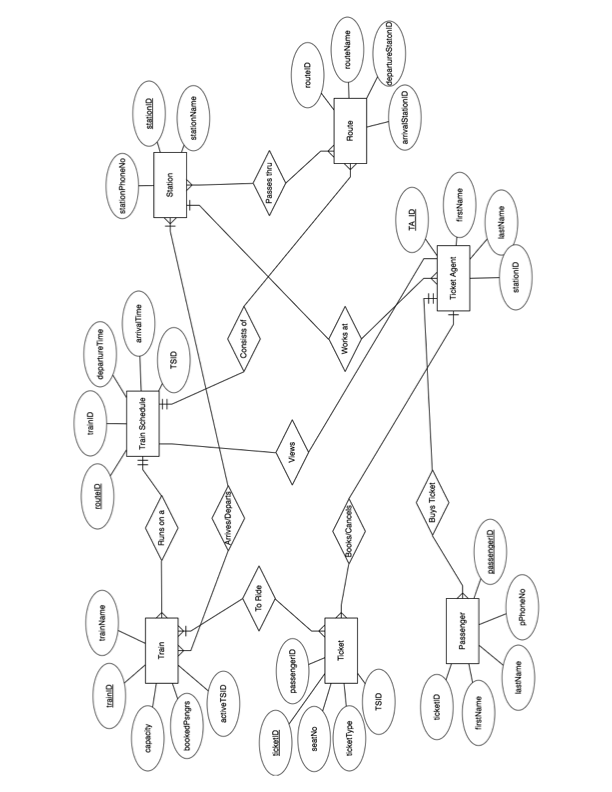 trainName
trainID
capacity
bookedPsngrs
activeTSID
Train
Runs on a
Arrives/Departs
To Ride
routeID
trainID
departureTime
arrivalTime
TSID
Train Schedule
Views
Consists of
stationPhoneNo
stationID
stationName
Station
Passes thru
Works at
routeID
routeName
departureStatonID
arrivalStationID
Route
TA_ID
firstName
lastName
stationID
Ticket Agent
Books/Cancels
Buys Ticket
passengerID
ticketID
seatNo
ticketType
TSID
Ticket
passengerID
pPhoneNo
lastName
firstName
ticketID
Passenger